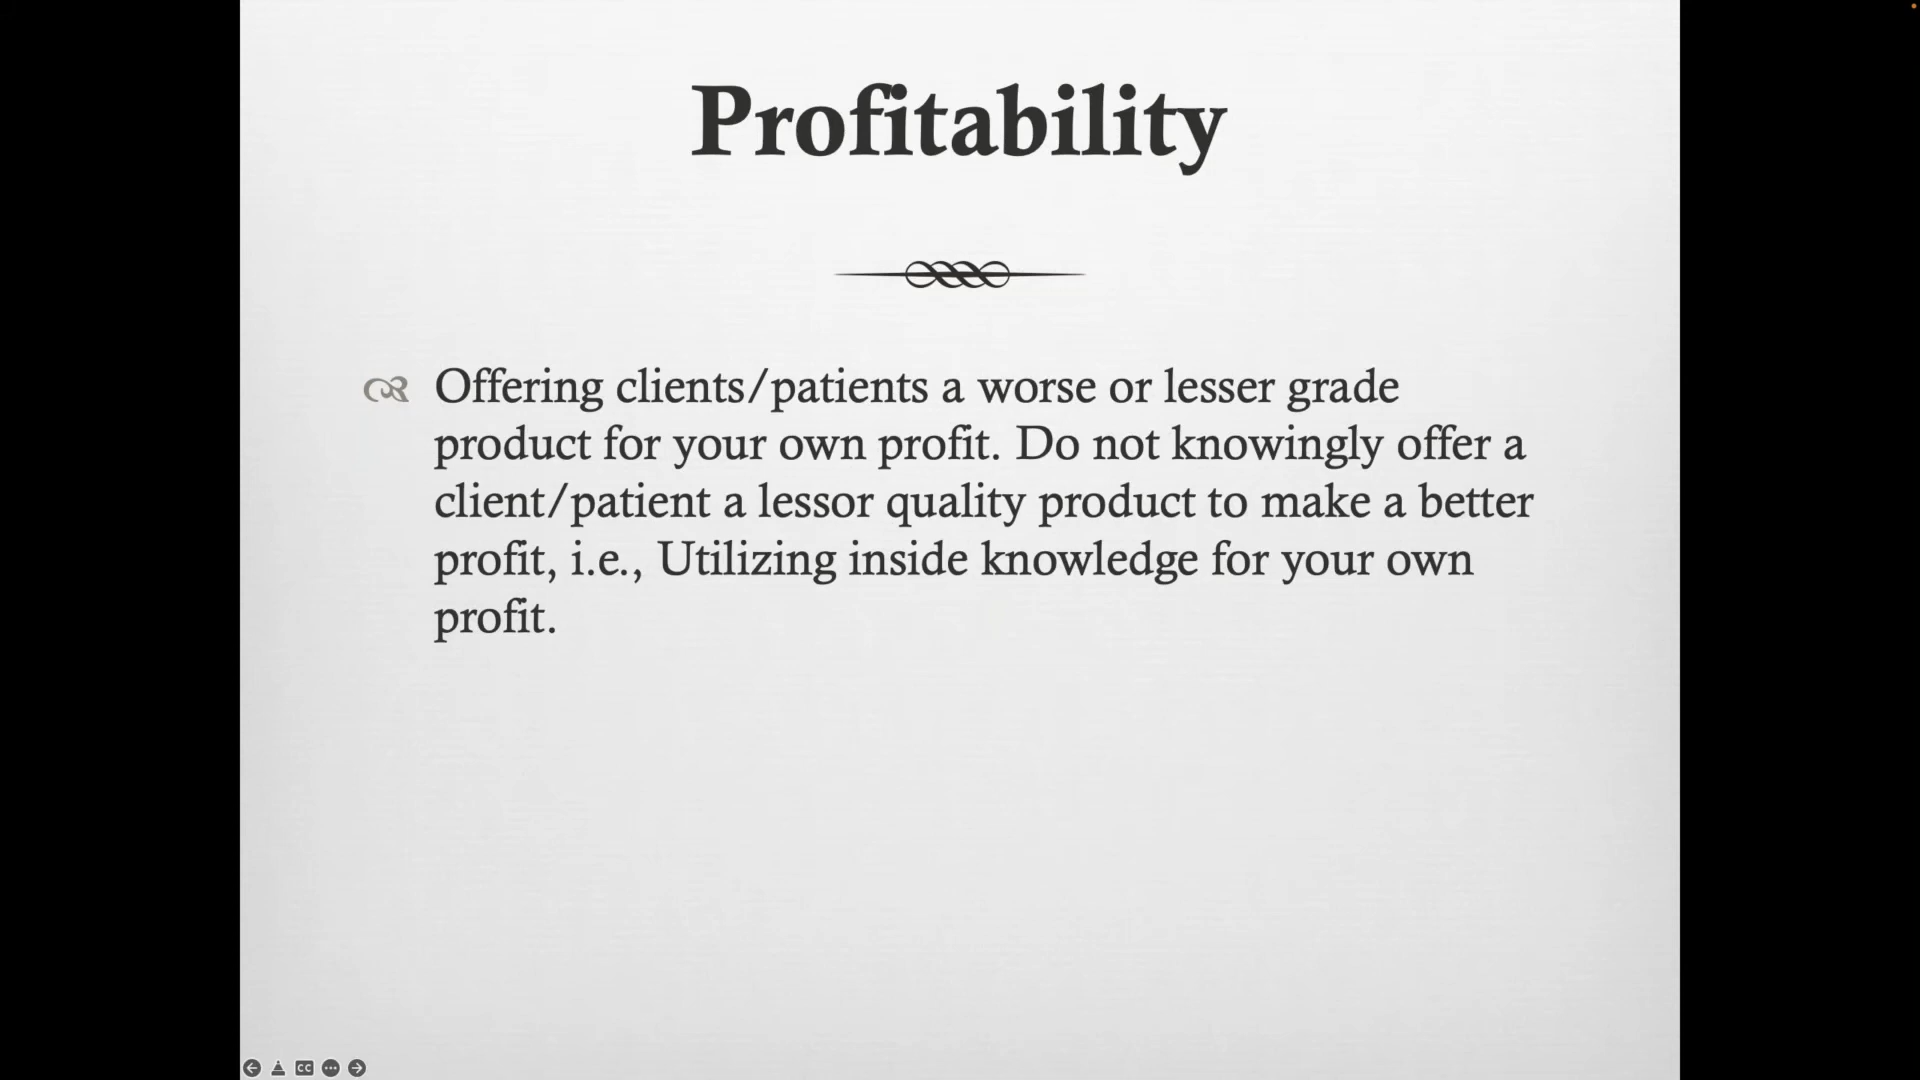 Profitability
Offering clients/patients a worse or lesser grade
product for your own profit. Do not knowingly offer a
client/patient a lessor quality product to make a better
profit, i.e., Utilizing inside knowledge for your own
profit.
CC